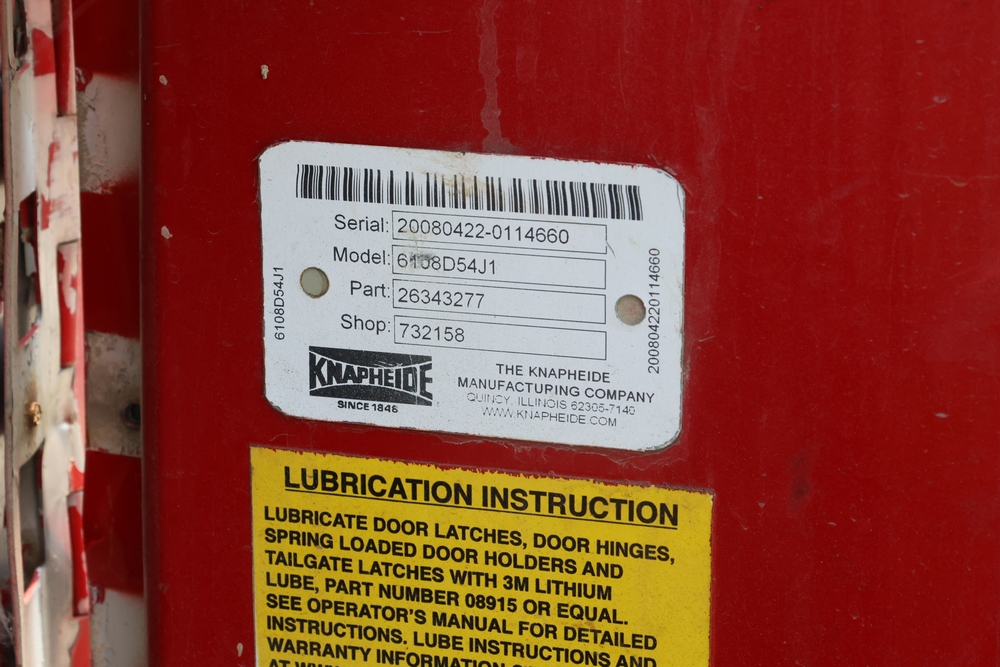 Serial: 20080422-0114660
Model: 6108D54J1
Part: 26343277
Shop: 732158
6108D54J1
200804220114660
KNAPHEIDE
SINCE 1848
THE KNAPHEIDE
MANUFACTURING COMPANY
QUINCY, ILLINOIS 62305-7140
WWW.KNAPHEIDE.COM
LUBRICATION INSTRUCTION
LUBRICATE DOOR LATCHES, DOOR HINGES,
SPRING LOADED DOOR HOLDERS AND
TAILGATE LATCHES WITH 3M LITHIUM
LUBE, PART NUMBER 08915 OR EQUAL.
SEE OPERATOR'S MANUAL FOR DETAILED
INSTRUCTIONS. LUBE INSTRUCTIONS AND
WARRANTY INFORMATION
AT